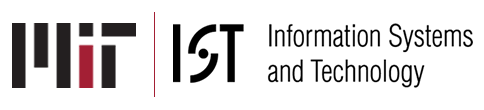 MIT
IST
Information Systems
and Technology